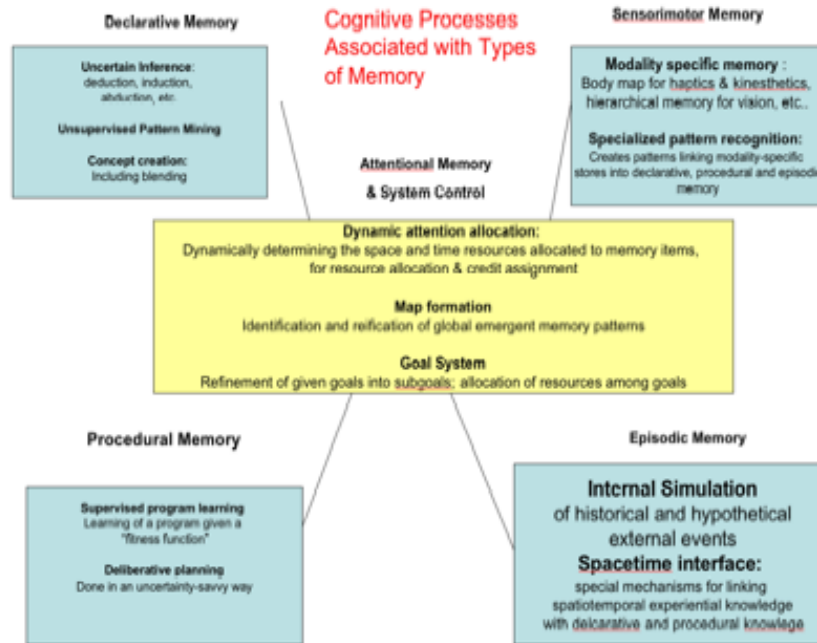 Declarative Memory
Uncertain Inference:
deduction, induction,
abduction, etc.
Unsupervised Pattern Mining
Concept creation:
Including blending
Cognitive Processes
Associated with Types
of Memory
Sensorimotor Memory
Modality specific memory :
Body map for haptics & kinesthetics,
hierarchical memory for vision, etc..
Specialized pattern recognition:
Creates patterns linking modality-specific
stores into declarative, procedural and episodic
memory
Attentional Memory
& System Control
Dynamic attention allocation:
Dynamically determining the space and time resources allocated to memory items,
for resource allocation & credit assignment
Map formation
Identification and reification of global emergent memory patterns
Goal System
Refinement of given goals into subgoals; allocation of resources among goals
Procedural Memory
Supervised program learning
Learning of a program given a
"fitness function"
Deliberative planning
Done in an uncertainty-savvy way
Episodic Memory
Internal Simulation
of historical and hypothetical
external events
Spacetime interface:
special mechanisms for linking
spatiotemporal experiential knowledge
with delcarative and procedural knowlege